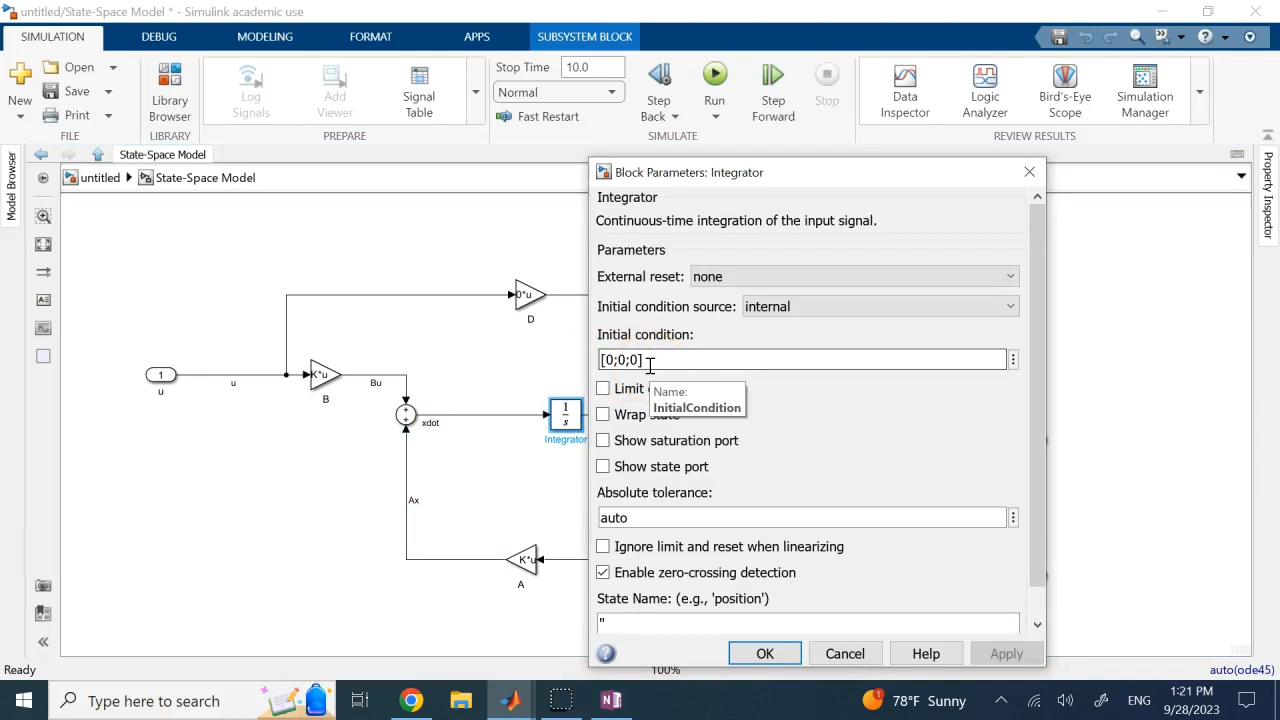 untitled/State-Space Model * - Simulink academic use
SIMULATION
DEBUG
MODELING
FORMAT
APPS
SUBSYSTEM BLOCK
New
Open
Save
Print
FILE
Library
Browser
LIBRARY
Log
Signals
Add
Viewer
Signal
Table
PREPARE
Stop Time 10.0
Normal
Fast Restart
Step
Back
Run
Step
Forward
Stop
SIMULATE
Data
Inspector
Logic
Analyzer
Bird's-Eye
Scope
Simulation
Manager
REVIEW RESULTS
Model Browser
State-Space Model
untitled
State-Space Model
Property Inspector
0*u
D
1
u
u
K*u
B
Bu
+
+
xdot
1
s
Integrator
Ax
K*u
A
Block Parameters: Integrator
Integrator
Continuous-time integration of the input signal.
Parameters
External reset: none
Initial condition source: internal
Initial condition:
[0;0;0]
Limit
Name:
InitialCondition
Wrap state
Show saturation port
Show state port
Absolute tolerance:
auto
Ignore limit and reset when linearizing
Enable zero-crossing detection
State Name: (e.g., 'position')
''
OK
Cancel
Help
Apply
Ready
100%
auto(ode45)
Type here to search
78°F Sunny
ENG
1:21 PM
9/28/2023